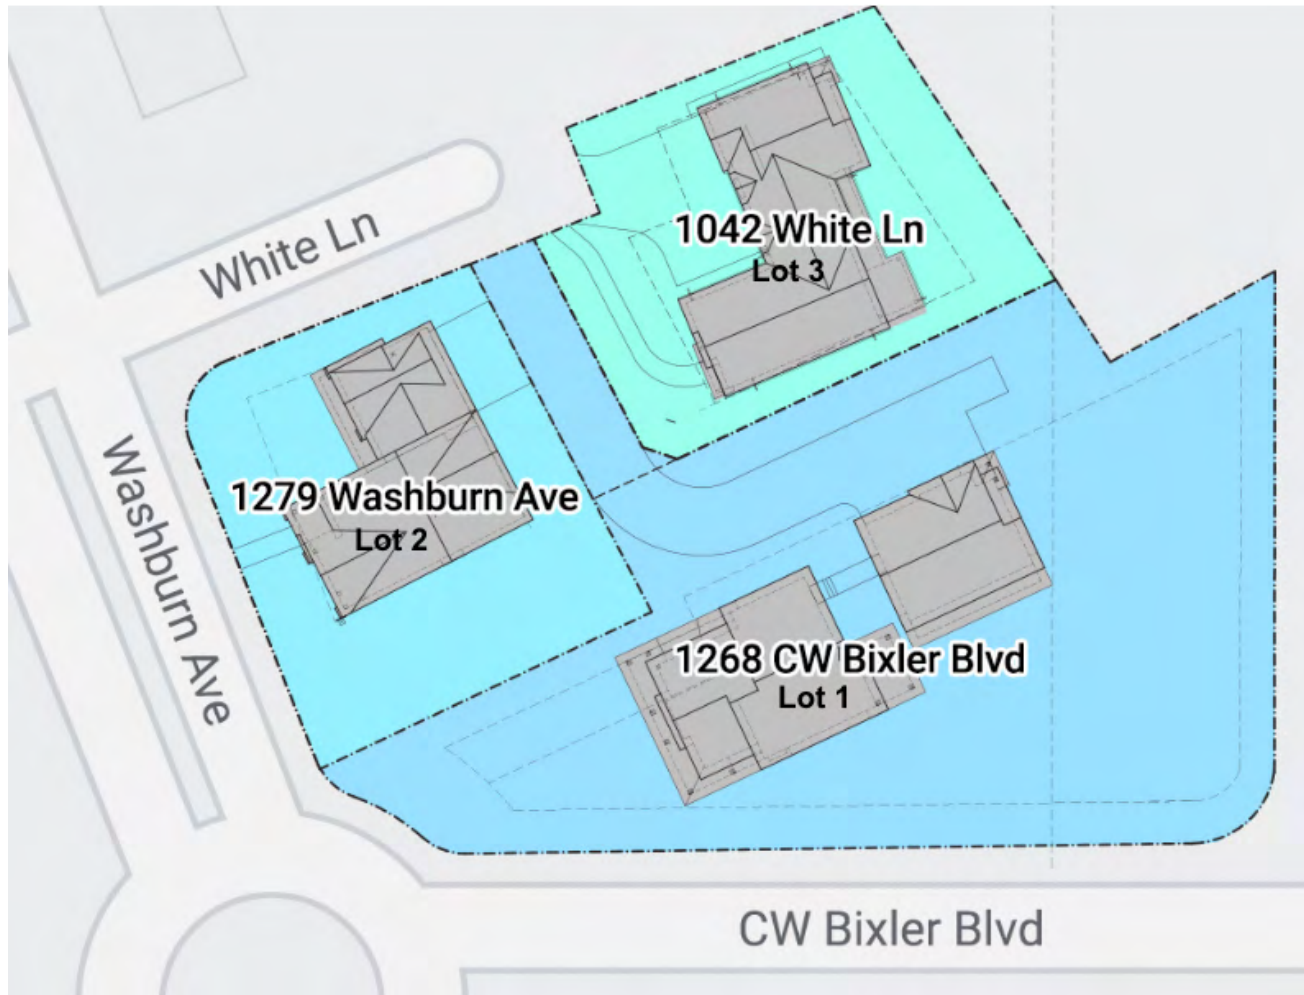 1042 White Ln
Lot 3
White Ln
1279 Washburn Ave
Lot 2
Washburn Ave
1268 CW Bixler Blvd
Lot 1
CW Bixler Blvd